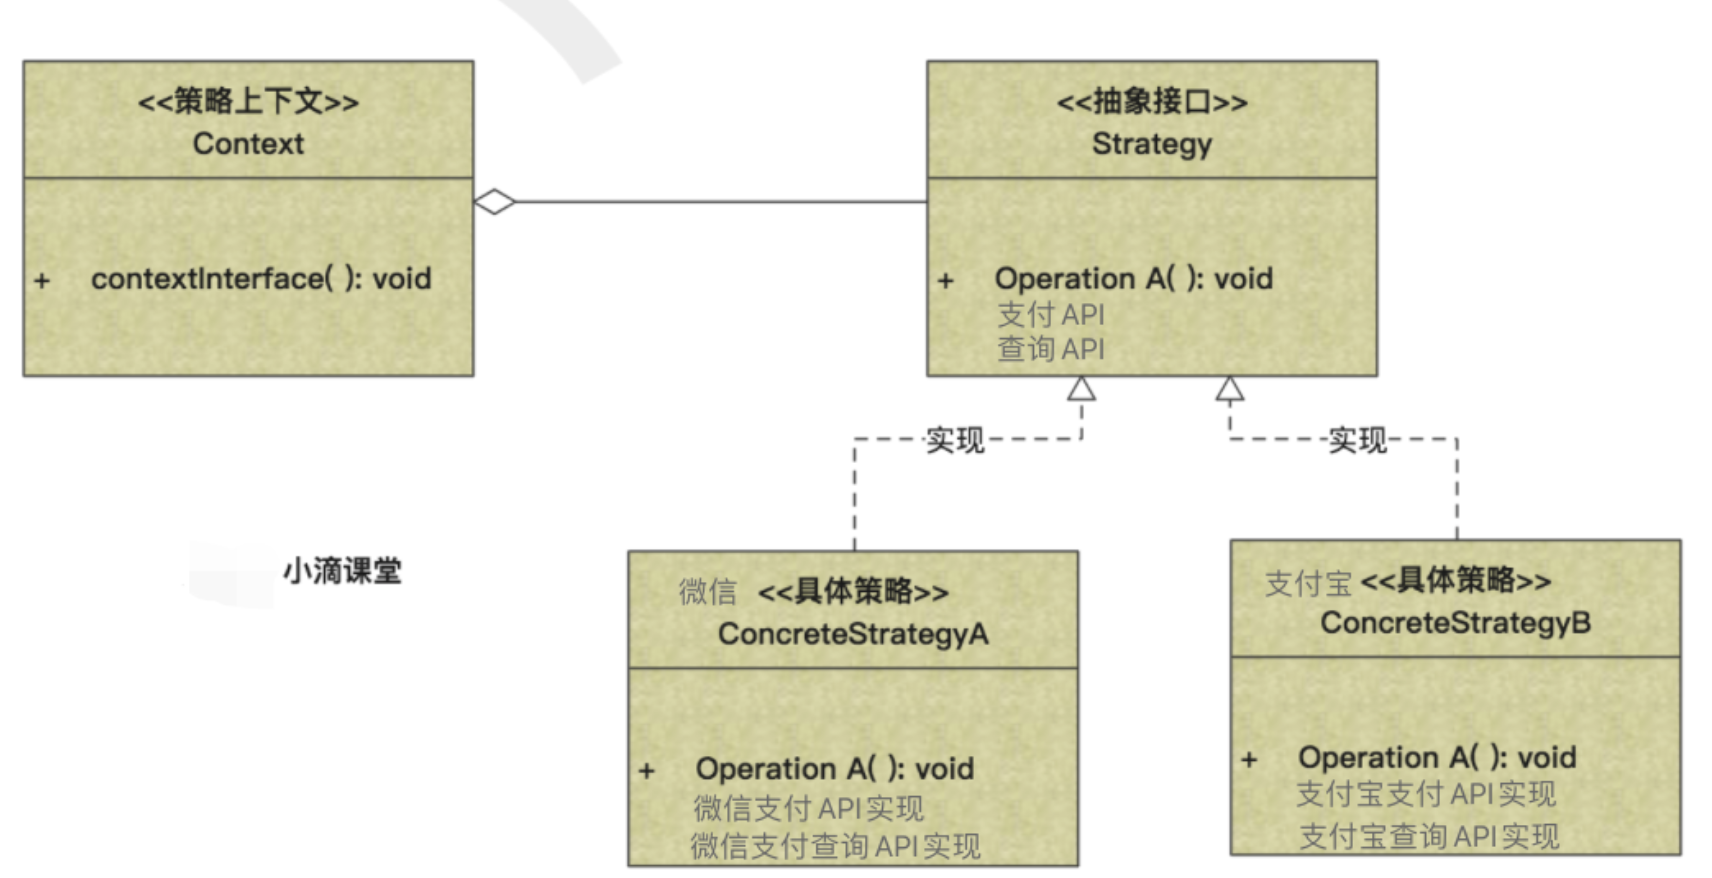 <<策略上下文>>
Context
+ contextInterface( ): void
<<抽象接口>>
Strategy
+ Operation A( ): void
支付 API
查询 API
实现
实现
小滴课堂
微信 <<具体策略>>
ConcreteStrategyA
+ Operation A( ): void
微信支付 API 实现
微信支付查询 API 实现
支付宝 <<具体策略>>
ConcreteStrategyB
+ Operation A( ): void
支付宝支付 API 实现
支付宝查询 API 实现